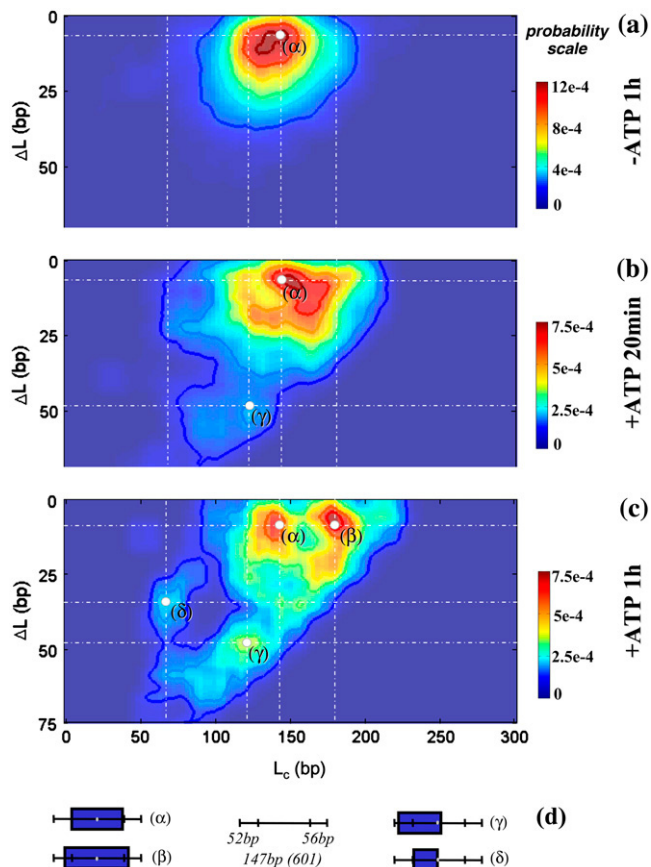 0
25
50
ΔL (bp)
(α)
probability
scale
12e-4
8e-4
4e-4
0
(a)
-ATP 1h
0
25
50
ΔL (bp)
(α)
(γ)
7.5e-4
5e-4
2.5e-4
0
(b)
+ATP 20min
0
25
50
75
ΔL (bp)
(α)
(β)
(δ)
(γ)
7.5e-4
5e-4
2.5e-4
0
(c)
+ATP 1h
0 100 150 200 250 300
Lc (bp)
(α)
(β)
52bp 56bp
147bp (601)
(γ)
(δ)
(d)